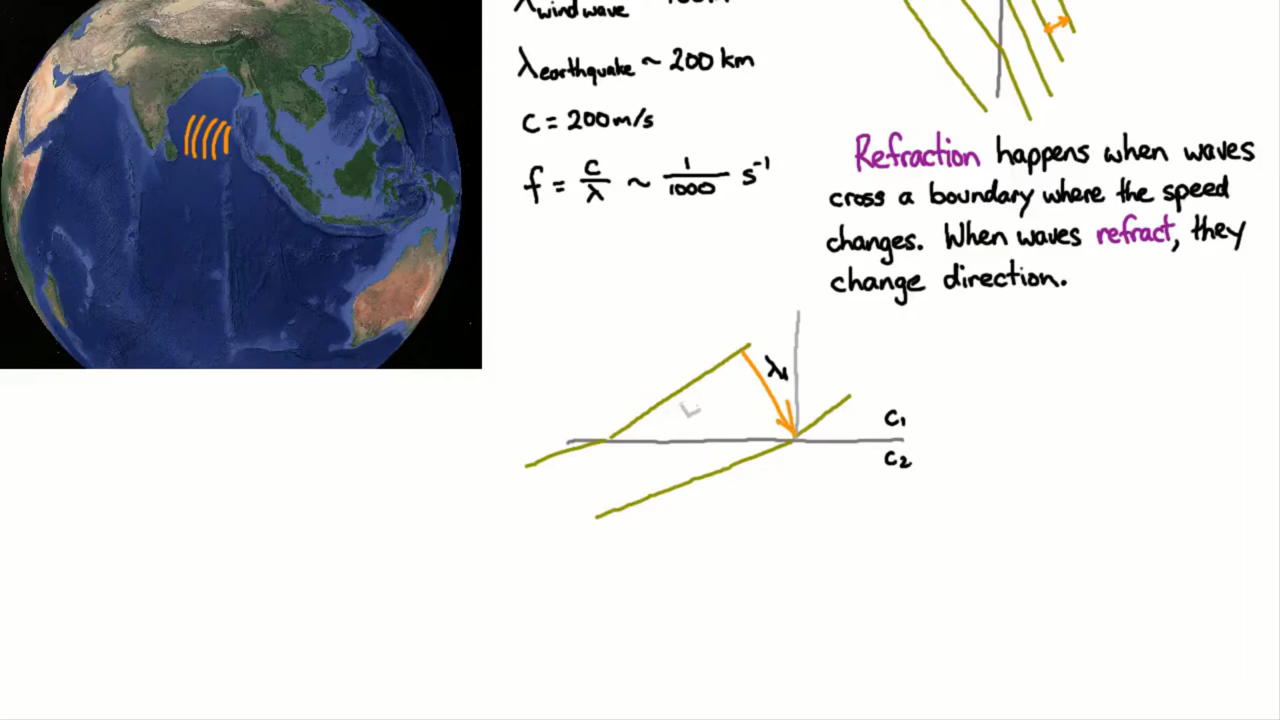 λearthquake ~ 200 km
c = 200m/s
f = c/λ ~ 1/1000 s⁻¹
Refraction happens when waves
cross a boundary where the speed
changes. When waves refract, they
change direction.
λ₁
c₁
c₂